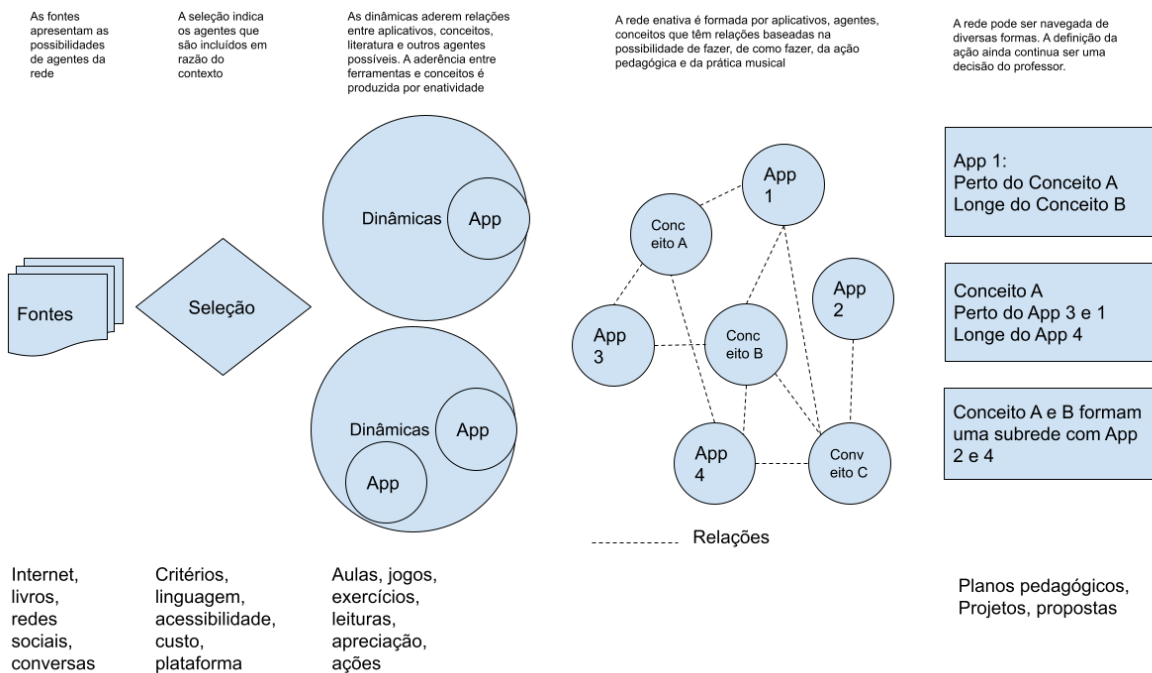 As fontes
apresentam as
possibilidades
de agentes da
rede
A seleção indica
os agentes que
são incluídos em
razão do
contexto
As dinâmicas aderem relações
entre aplicativos, conceitos,
literatura e outros agentes
possíveis. A aderência entre
ferramentas e conceitos é
produzida por enatividade
A rede enativa é formada por aplicativos, agentes,
conceitos que têm relações baseadas na
possibilidade de fazer, de como fazer, da ação
pedagógica e da prática musical
A rede pode ser navegada de
diversas formas. A definição da
ação ainda continua ser uma
decisão do professor.
Fontes
Seleção
Dinâmicas
App
Dinâmicas
App
App
App
1
Conc
eito A
App
2
App
3
Conc
eito B
App
4
Conv
eito C
Relações
App 1:
Perto do Conceito A
Longe do Conceito B
Conceito A
Perto do App 3 e 1
Longe do App 4
Conceito A e B formam
uma subrede com App
2 e 4
Internet,
livros,
redes
sociais,
conversas
Critérios,
linguagem,
acessibilidade,
custo,
plataforma
Aulas, jogos,
exercícios,
leituras,
apreciação,
ações
Planos pedagógicos,
Projetos, propostas